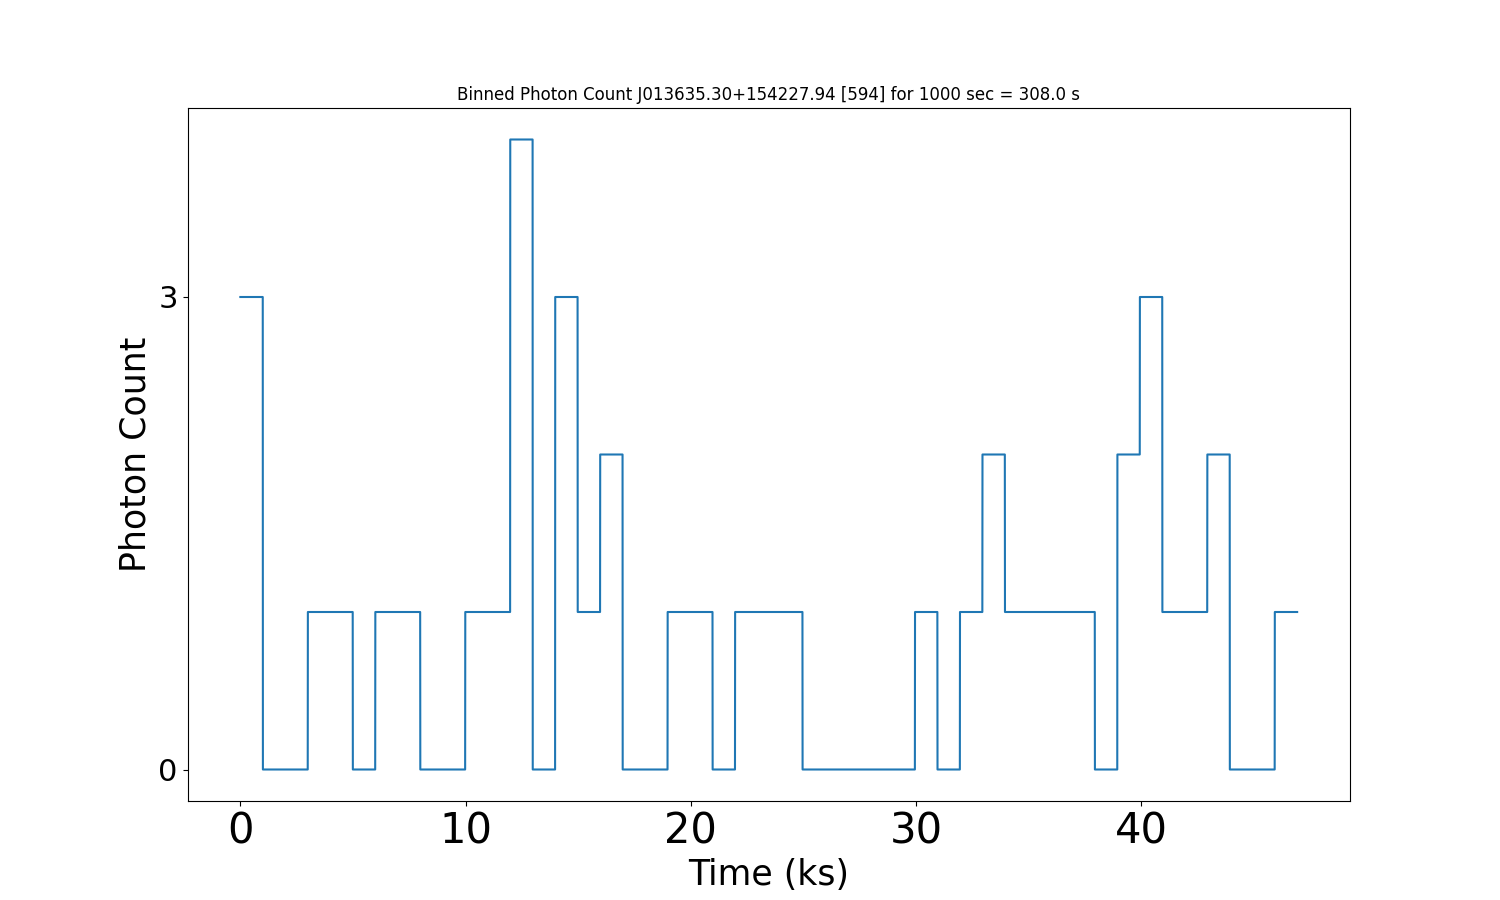 Binned Photon Count J013635.30+154227.94 [594] for 1000 sec = 308.0 s
3
0
Photon Count
0 10 20 30 40
Time (ks)